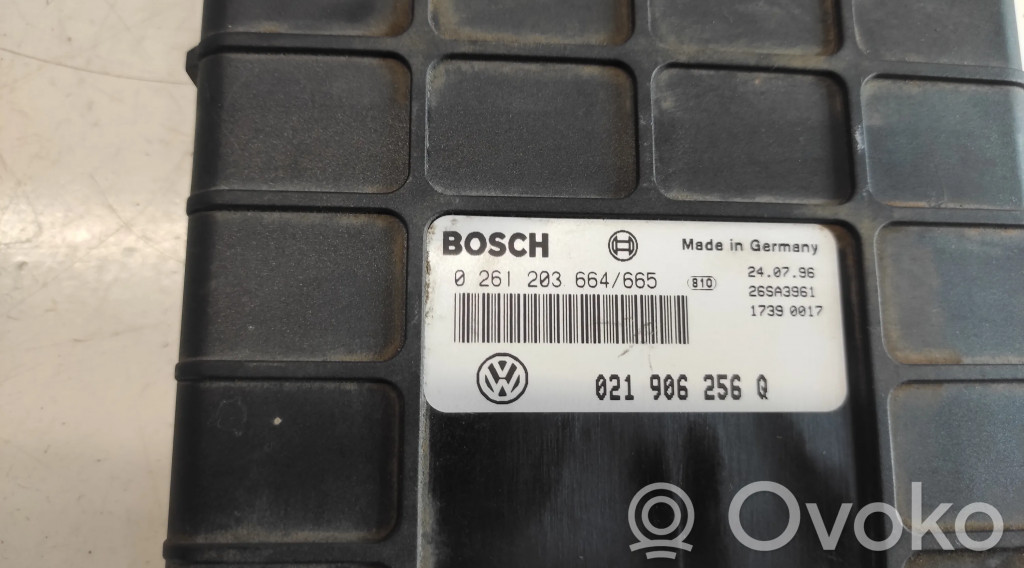 BOSCH Made in Germany
0 261 203 664/665 810 24.07.96
26SA3961
1739 0017
021 906 256 Q
Ovoko